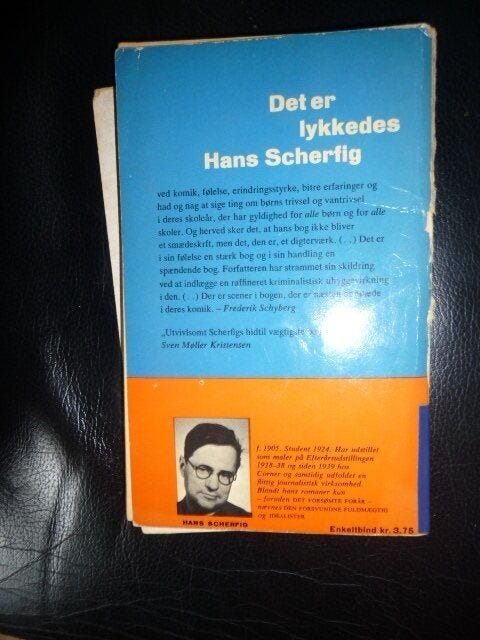 Det er
lykkedes
Hans Scherfig
ved komik, følelse, erindringsstyrke, bitre erfaringer og
had og nag at sige ting om børns trivsel og vantrivsel
i deres skoleår, der har gyldighed for alle børn og for alle
skoler. Og herved sker det, at hans bog ikke bliver
et smædeskrft, men det, den er, et digterværk. (. .) Det er
i sin følelse en stærk bog og i sin handling en
spændende bog. Forfatteren har strammet sin skildring
ved at indlægge en raffineret kriminalistisk uhyggevirkning
i den. (. .) Der er scener i bogen, der er næsten
i deres komik. – Frederik Schyberg
„Utvivlsomt Scherfigs hidtil vægtigste
Sven Møller Kristensen
f. 1905. Student 1924. Har udstillet
som maler på Efterårsudstillingen
1928-38 og siden 1939 hos
Corner og samtidig udfoldet en
flittig journalistisk virksomhed.
Blandt hans romaner kan
– foruden DET FORSØMTE FORÅR –
nævnes DEN FORSVUNDNE FULDMÆGTIG
og IDEALISTER
HANS SCHERFIG
Enkeltbind kr. 3.75